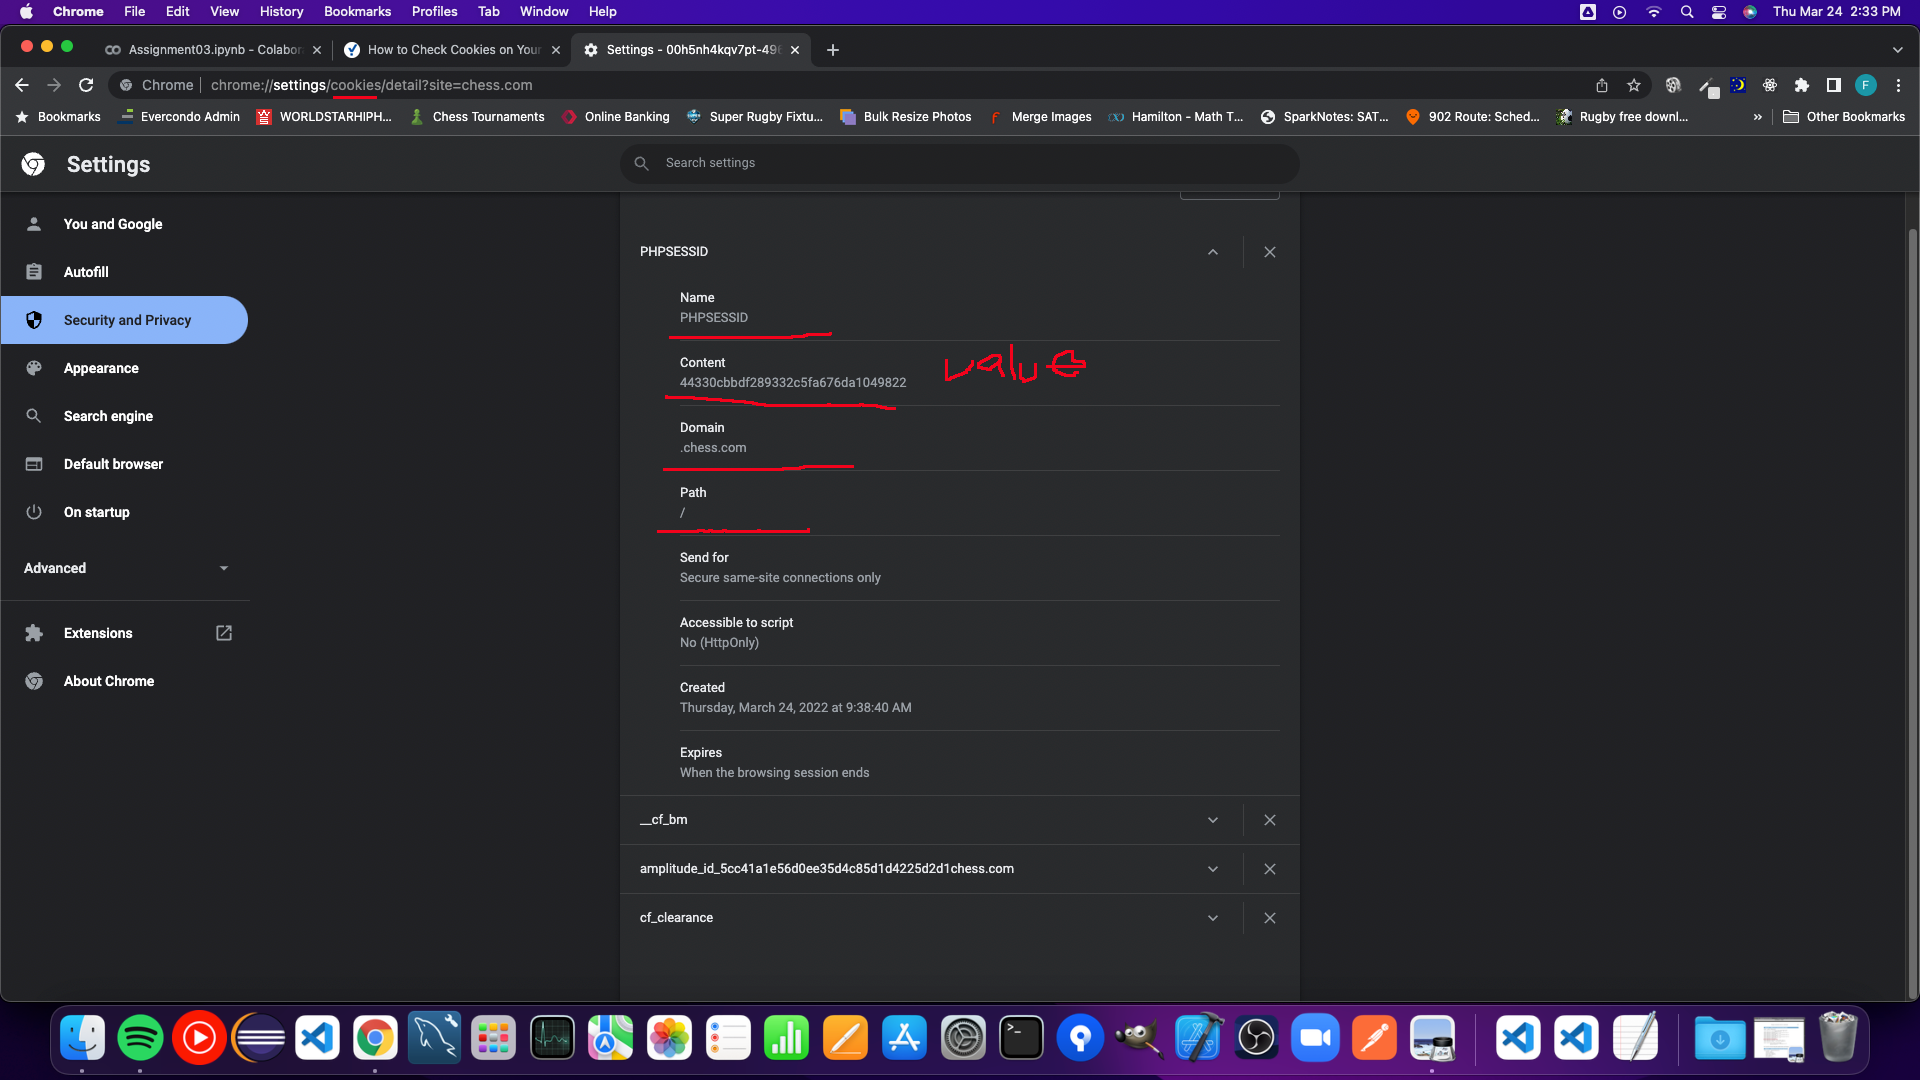 Chrome File Edit View History Bookmarks Profiles Tab Window Help Thu Mar 24 2:33 PM
Assignment03.ipynb - Colabor How to Check Cookies on Your Settings - 00h5nh4kqv7pt-496
Chrome chrome://settings/cookies/detail?site=chess.com F
Bookmarks Evercondo Admin WORLDSTARHIPH... Chess Tournaments Online Banking Super Rugby Fixtu... Bulk Resize Photos Merge Images Hamilton - Math T... SparkNotes: SAT... 902 Route: Sched... Rugby free downl... » Other Bookmarks
Settings
Search settings
You and Google
Autofill
Security and Privacy
Appearance
Search engine
Default browser
On startup
Advanced
Extensions
About Chrome
PHPSESSID
Name
PHPSESSID
Content
44330cbbdf289332c5fa676da1049822
value
Domain
.chess.com
Path
/
Send for
Secure same-site connections only
Accessible to script
No (HttpOnly)
Created
Thursday, March 24, 2022 at 9:38:40 AM
Expires
When the browsing session ends
__cf_bm
amplitude_id_5cc41a1e56d0ee35d4c85d1d4225d2d1chess.com
cf_clearance